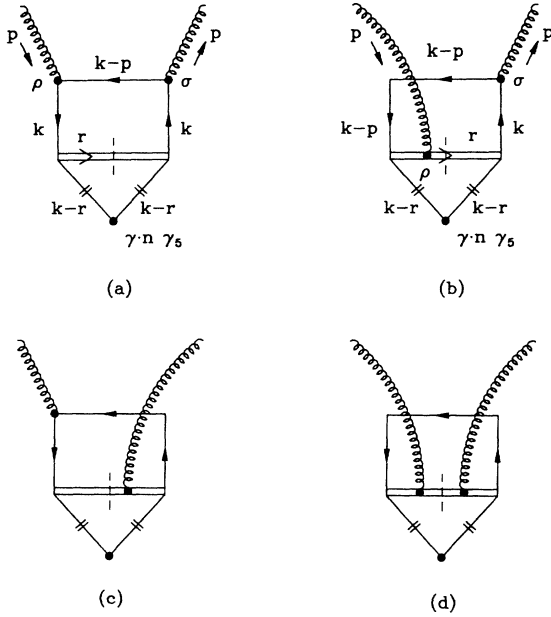 p p p p
k−p k−p
ρ σ σ
k k k−p k
r r
ρ
k−r k−r k−r k−r
γ·n γ₅ γ·n γ₅
(a) (b)
(c) (d)